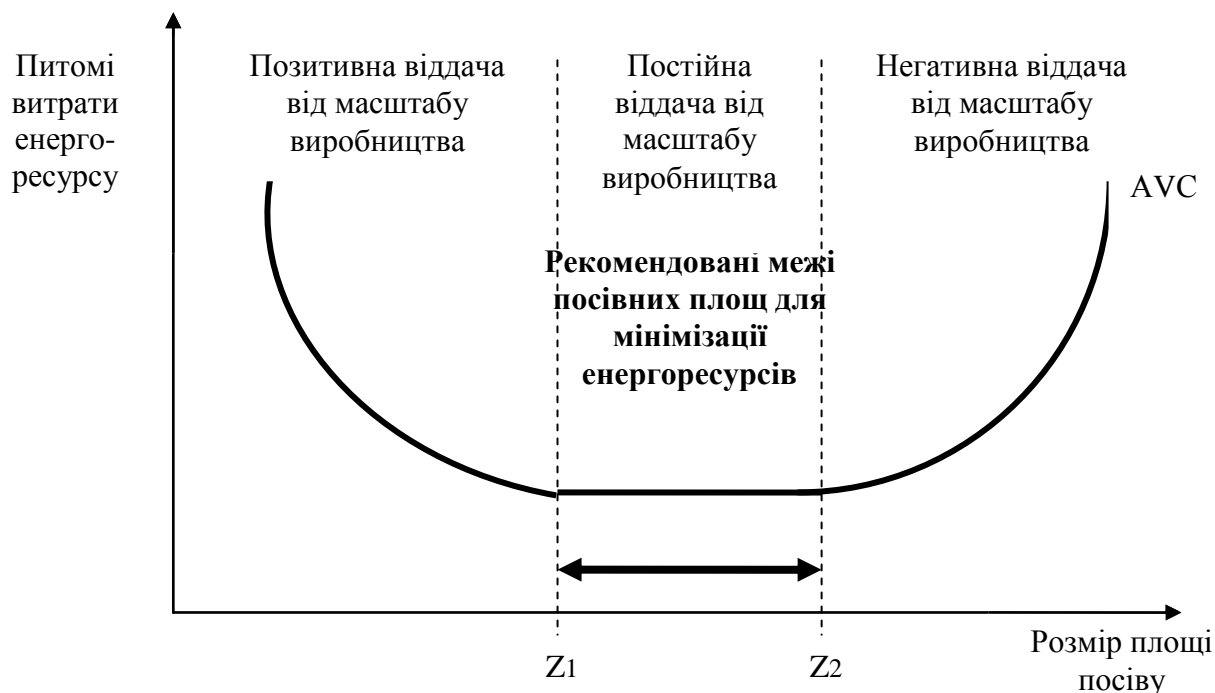 Питомі
витрати
енерго-
ресурсу
Позитивна віддача
від масштабу
виробництва
Постійна
віддача від
масштабу
виробництва
Негативна віддача
від масштабу
виробництва
AVC
Рекомендовані межі
посівних площ для
мінімізації
енергоресурсів
Z1
Z2
Розмір площі
посіву